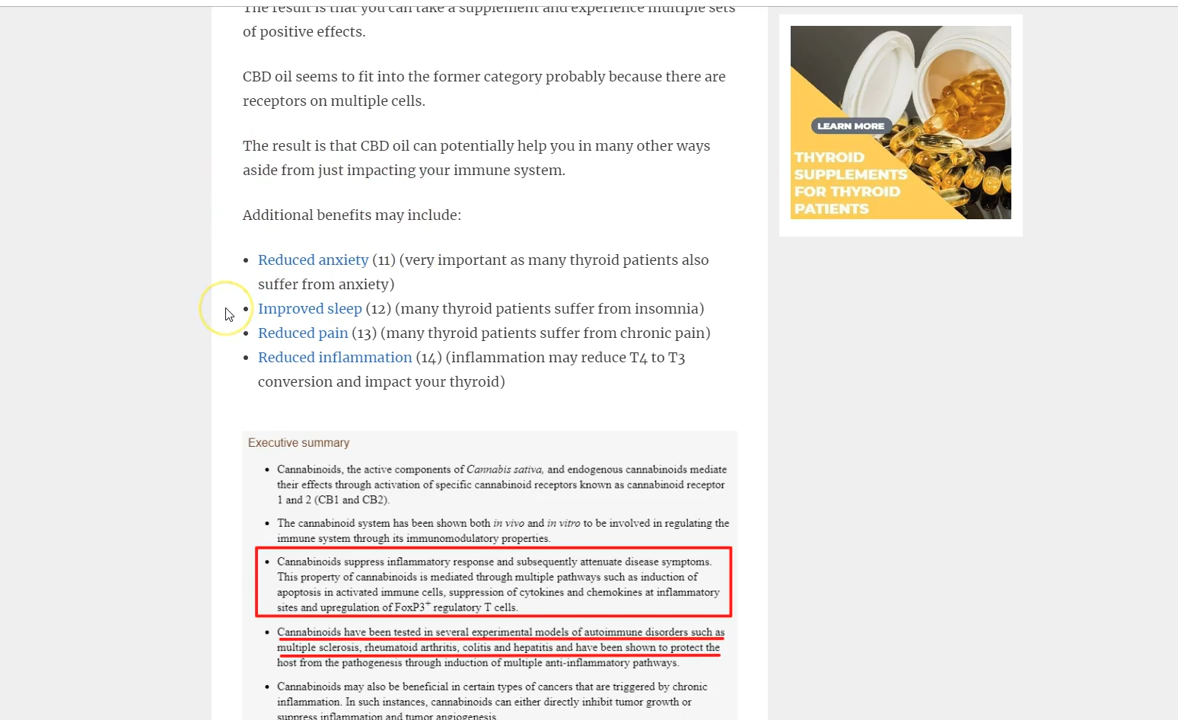 The result is that you can take a supplement and experience multiple sets
of positive effects.
CBD oil seems to fit into the former category probably because there are
receptors on multiple cells.
The result is that CBD oil can potentially help you in many other ways
aside from just impacting your immune system.
Additional benefits may include:
• Reduced anxiety (11) (very important as many thyroid patients also
suffer from anxiety)
• Improved sleep (12) (many thyroid patients suffer from insomnia)
• Reduced pain (13) (many thyroid patients suffer from chronic pain)
• Reduced inflammation (14) (inflammation may reduce T4 to T3
conversion and impact your thyroid)
Executive summary
• Cannabinoids, the active components of Cannabis sativa, and endogenous cannabinoids mediate
their effects through activation of specific cannabinoid receptors known as cannabinoid receptor
1 and 2 (CB1 and CB2).
• The cannabinoid system has been shown both in vivo and in vitro to be involved in regulating the
immune system through its immunomodulatory properties.
• Cannabinoids suppress inflammatory response and subsequently attenuate disease symptoms.
This property of cannabinoids is mediated through multiple pathways such as induction of
apoptosis in activated immune cells, suppression of cytokines and chemokines at inflammatory
sites and upregulation of FoxP3+ regulatory T cells.
• Cannabinoids have been tested in several experimental models of autoimmune disorders such as
multiple sclerosis, rheumatoid arthritis, colitis and hepatitis and have been shown to protect the
host from the pathogenesis through induction of multiple anti-inflammatory pathways.
• Cannabinoids may also be beneficial in certain types of cancers that are triggered by chronic
inflammation. In such instances, cannabinoids can either directly inhibit tumor growth or
suppress inflammation and tumor angiogenesis.
LEARN MORE
THYROID
SUPPLEMENTS
FOR THYROID
PATIENTS